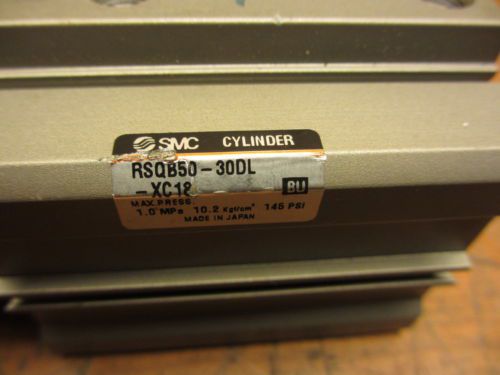 SMC CYLINDER
RSQB50-30DL
-XC18 BU
MAX.PRESS.
1.0 MPa 10.2 Kgf/cm² 145 PSI
MADE IN JAPAN